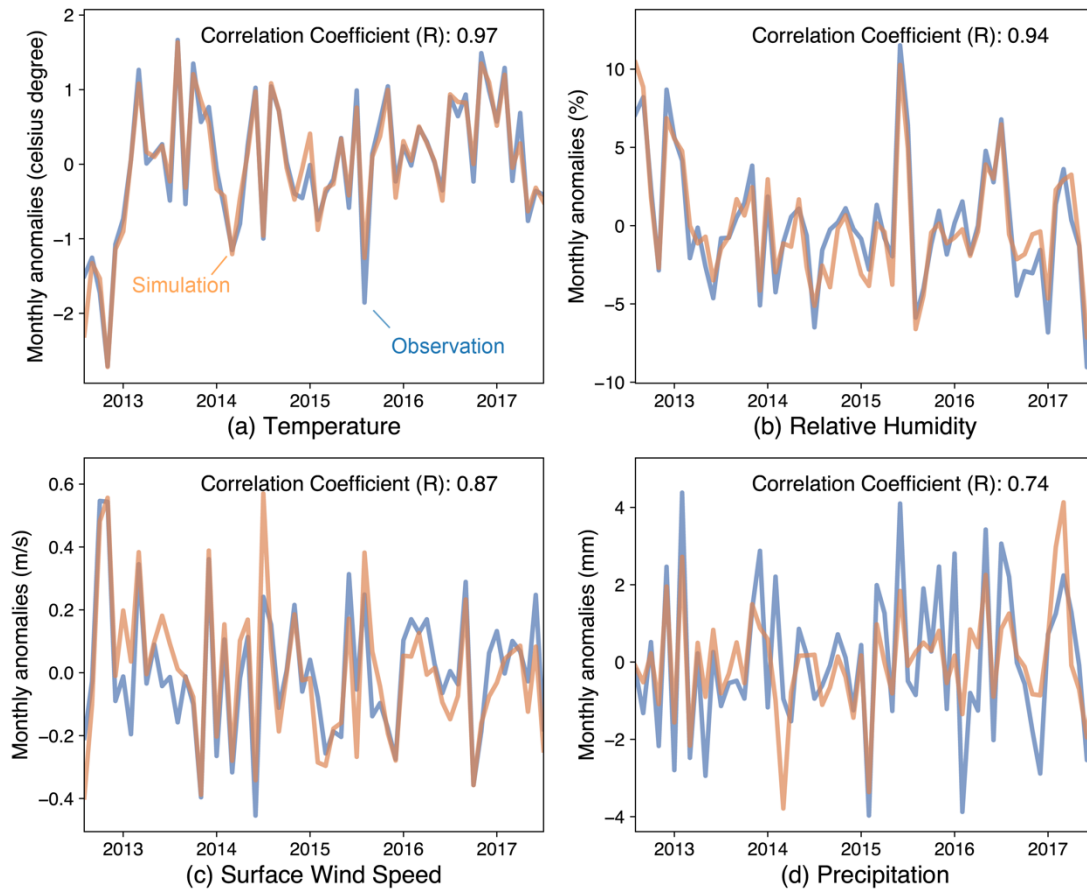 Correlation Coefficient (R): 0.97
Monthly anomalies (celsius degree)
2
1
0
−1
−2
Simulation
Observation
2013 2014 2015 2016 2017
(a) Temperature
Correlation Coefficient (R): 0.94
Monthly anomalies (%)
10
5
0
−5
−10
2013 2014 2015 2016 2017
(b) Relative Humidity
Correlation Coefficient (R): 0.87
Monthly anomalies (m/s)
0.6
0.4
0.2
0.0
−0.2
−0.4
2013 2014 2015 2016 2017
(c) Surface Wind Speed
Correlation Coefficient (R): 0.74
Monthly anomalies (mm)
4
2
0
−2
−4
2013 2014 2015 2016 2017
(d) Precipitation